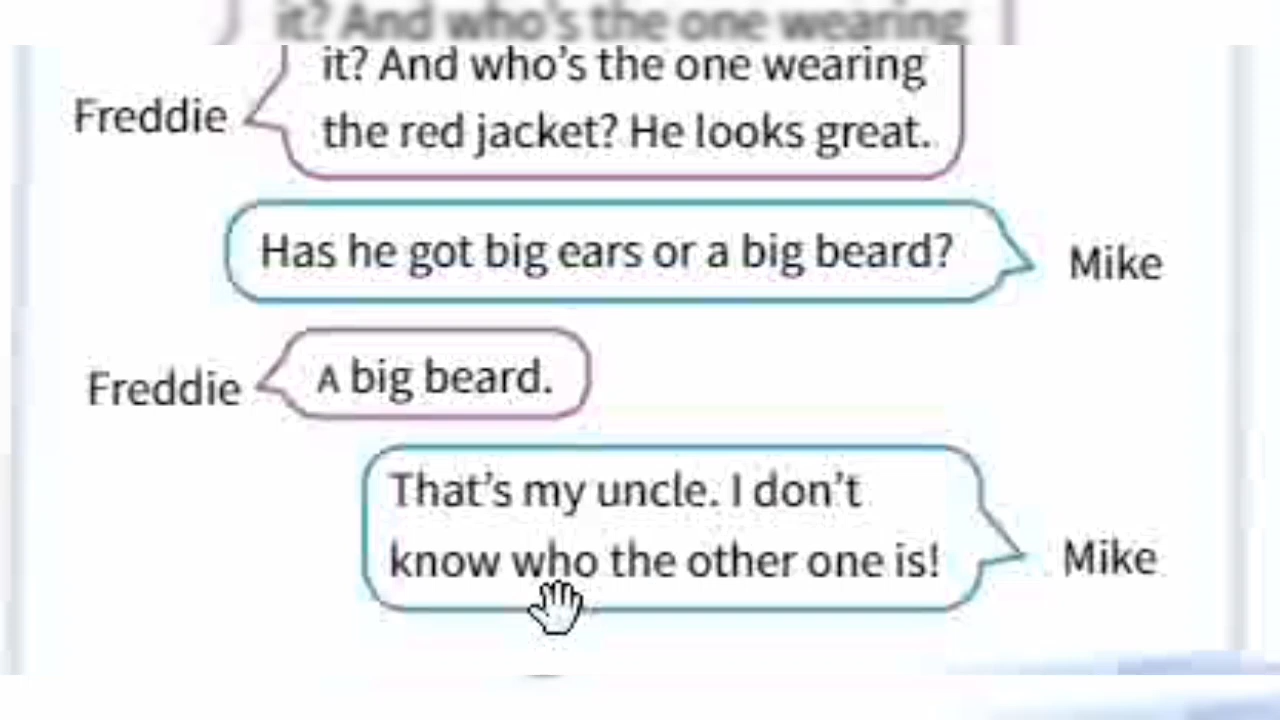 it? And who's the one wearing
it? And who's the one wearing
Freddie
the red jacket? He looks great.
Has he got big ears or a big beard?
Mike
Freddie
A big beard.
That's my uncle. I don't
know who the other one is!
Mike